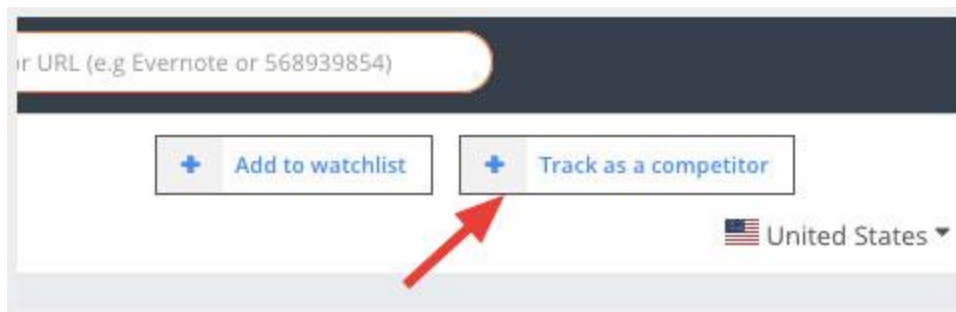 r URL (e.g Evernote or 568939854)
Add to watchlist
Track as a competitor
United States